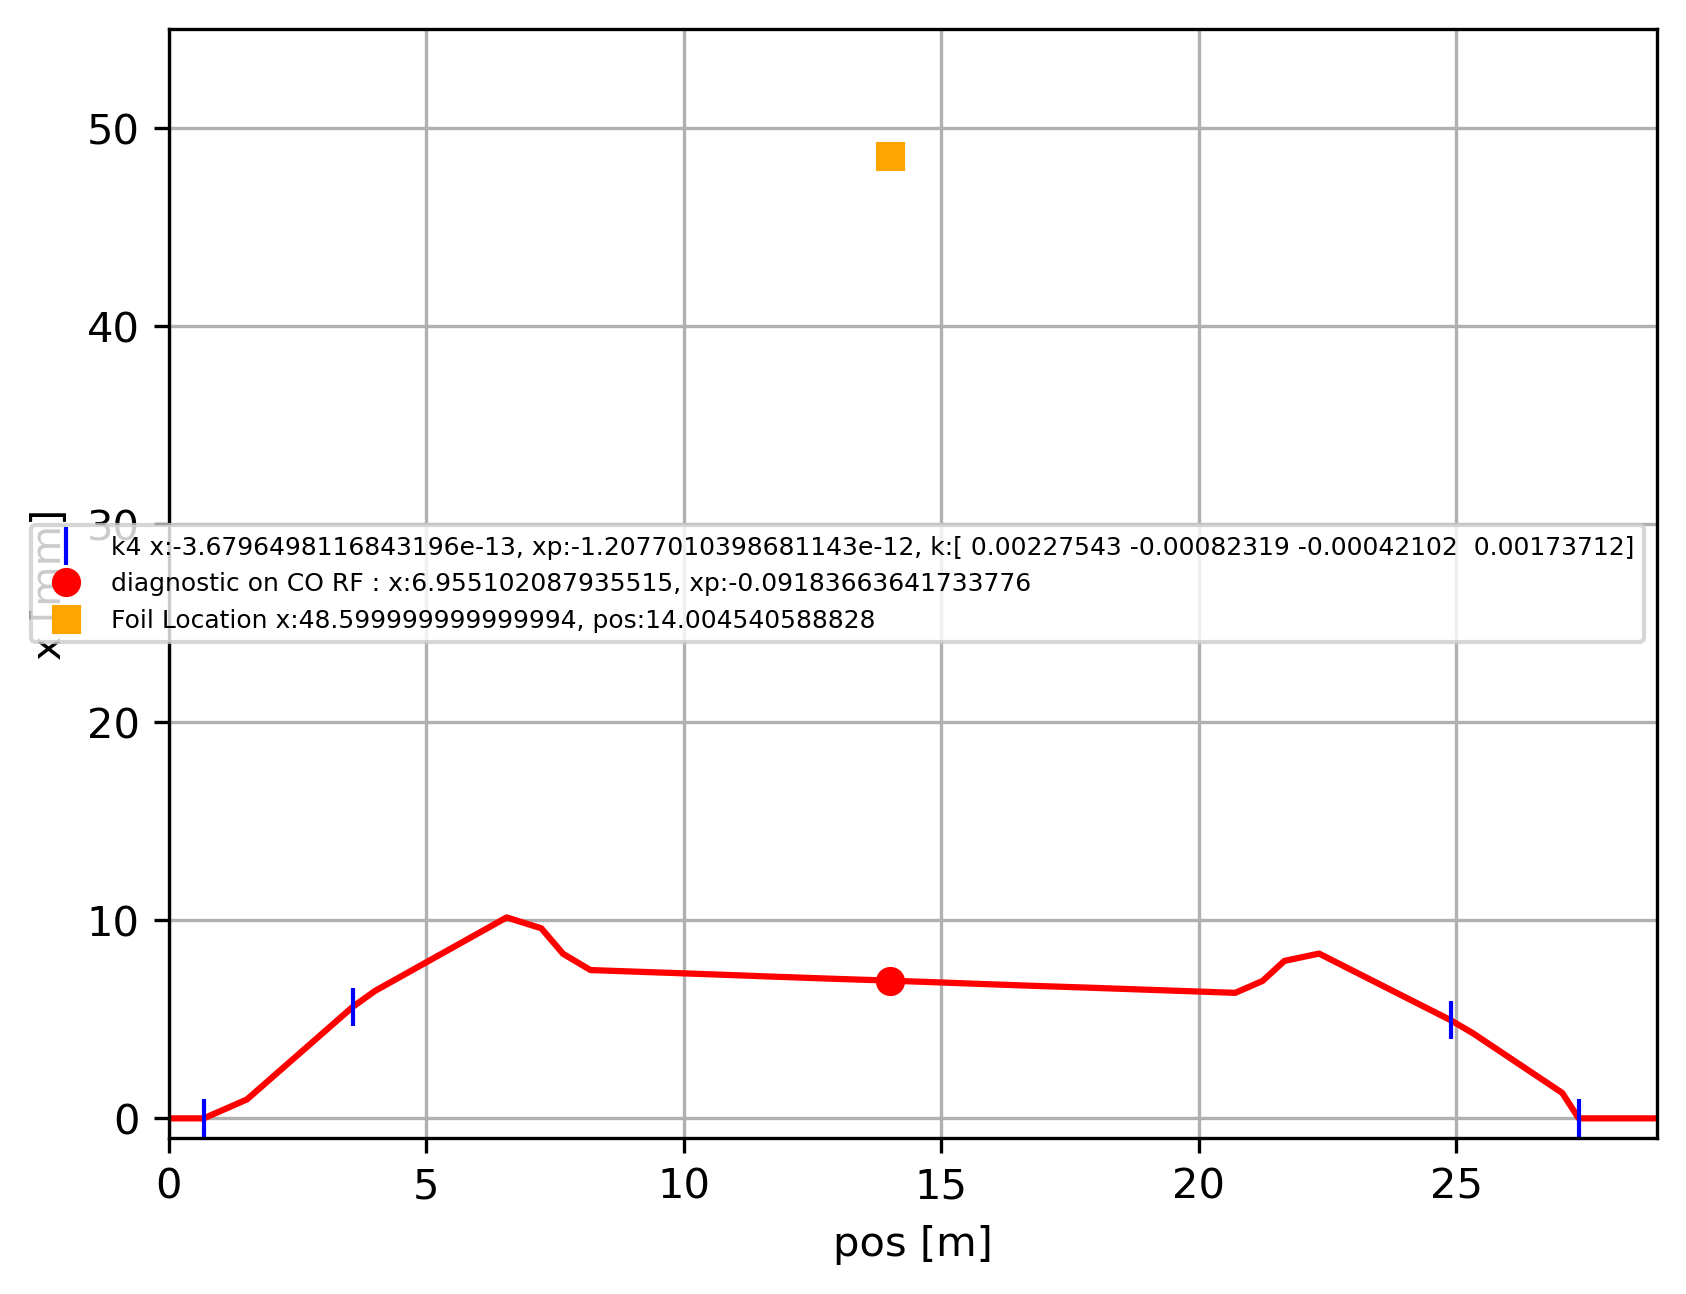 50
40
30
20
10
0
x [mm]
k4 x:-3.6796498116843196e-13, xp:-1.2077010398681143e-12, k:[ 0.00227543 -0.00082319 -0.00042102  0.00173712]
diagnostic on CO RF : x:6.955102087935515, xp:-0.09183663641733776
Foil Location x:48.599999999999994, pos:14.004540588828
0 5 10 15 20 25
pos [m]